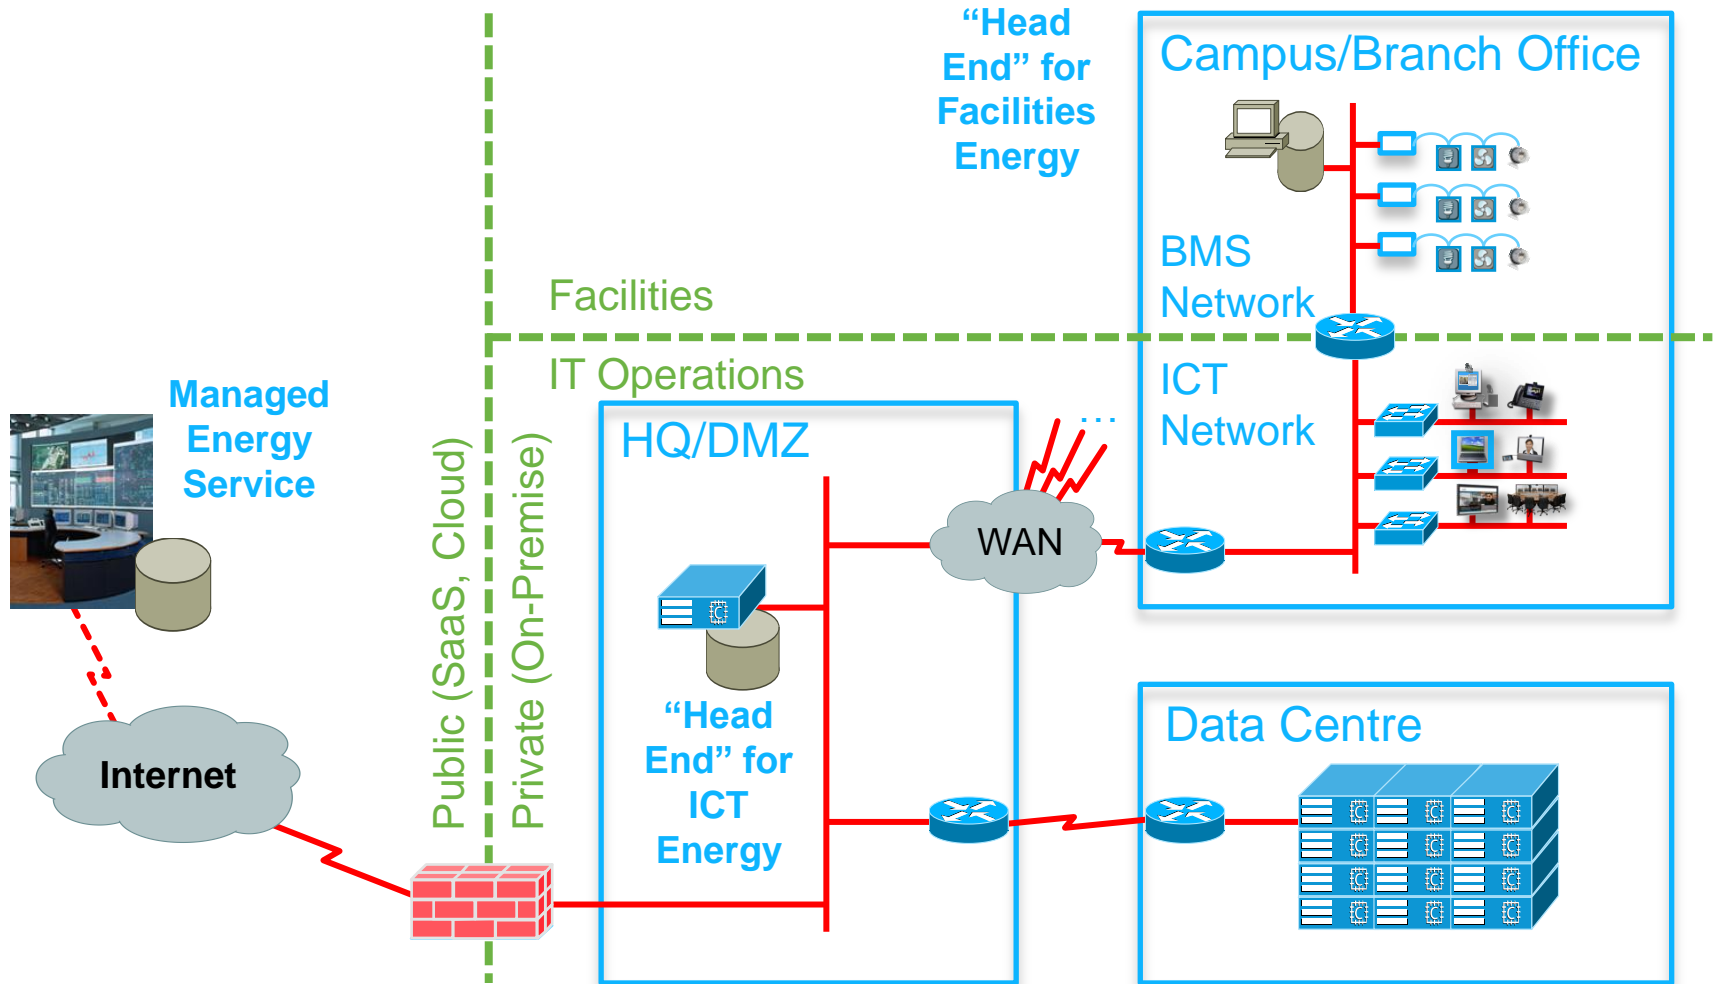 “Head
End” for
Facilities
Energy
Campus/Branch Office
BMS
Network
Facilities
IT Operations
ICT
Network
Managed
Energy
Service
Public (SaaS, Cloud)
Private (On-Premise)
HQ/DMZ
...
WAN
“Head
End” for
ICT
Energy
Internet
Data Centre